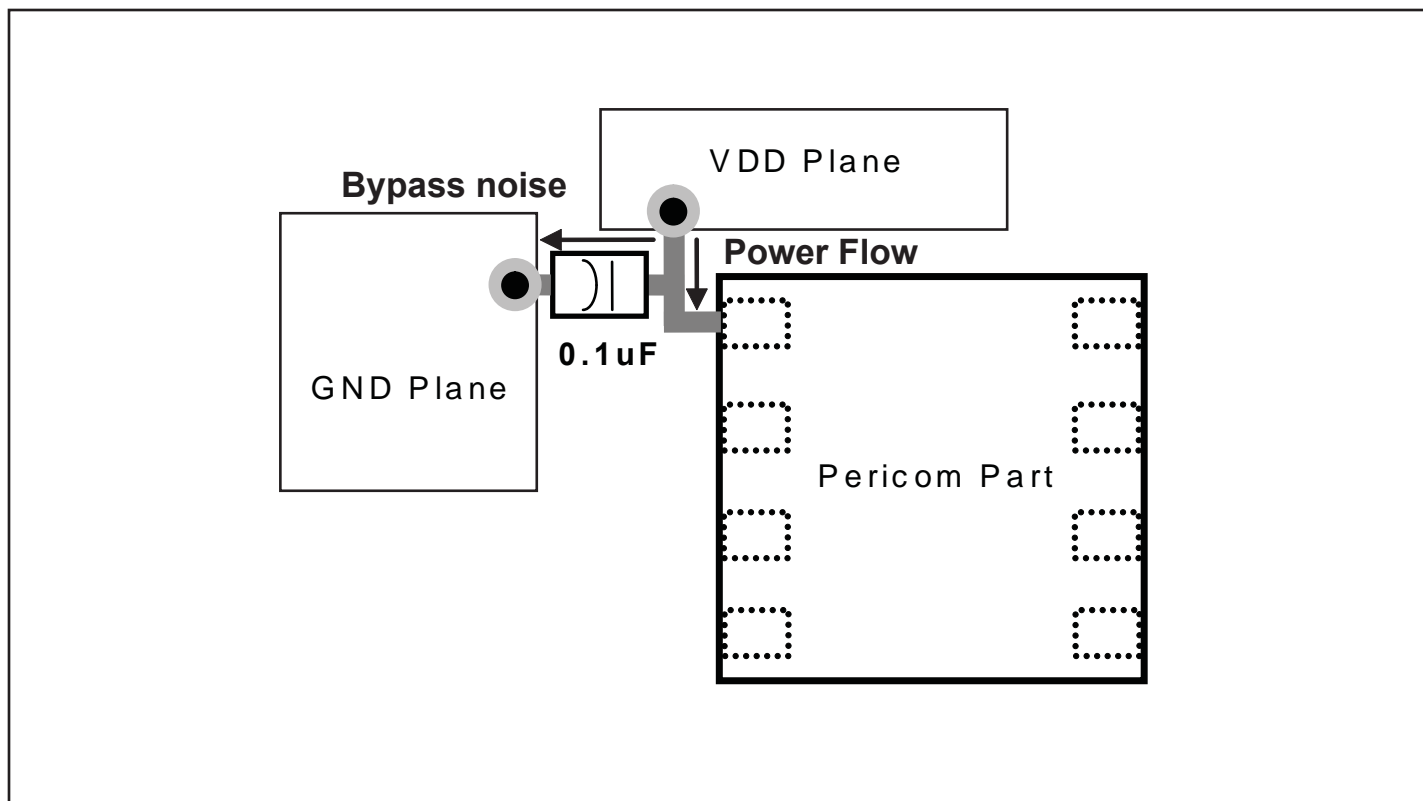 VDD Plane
Bypass noise
Power Flow
0.1uF
GND Plane
Pericom Part